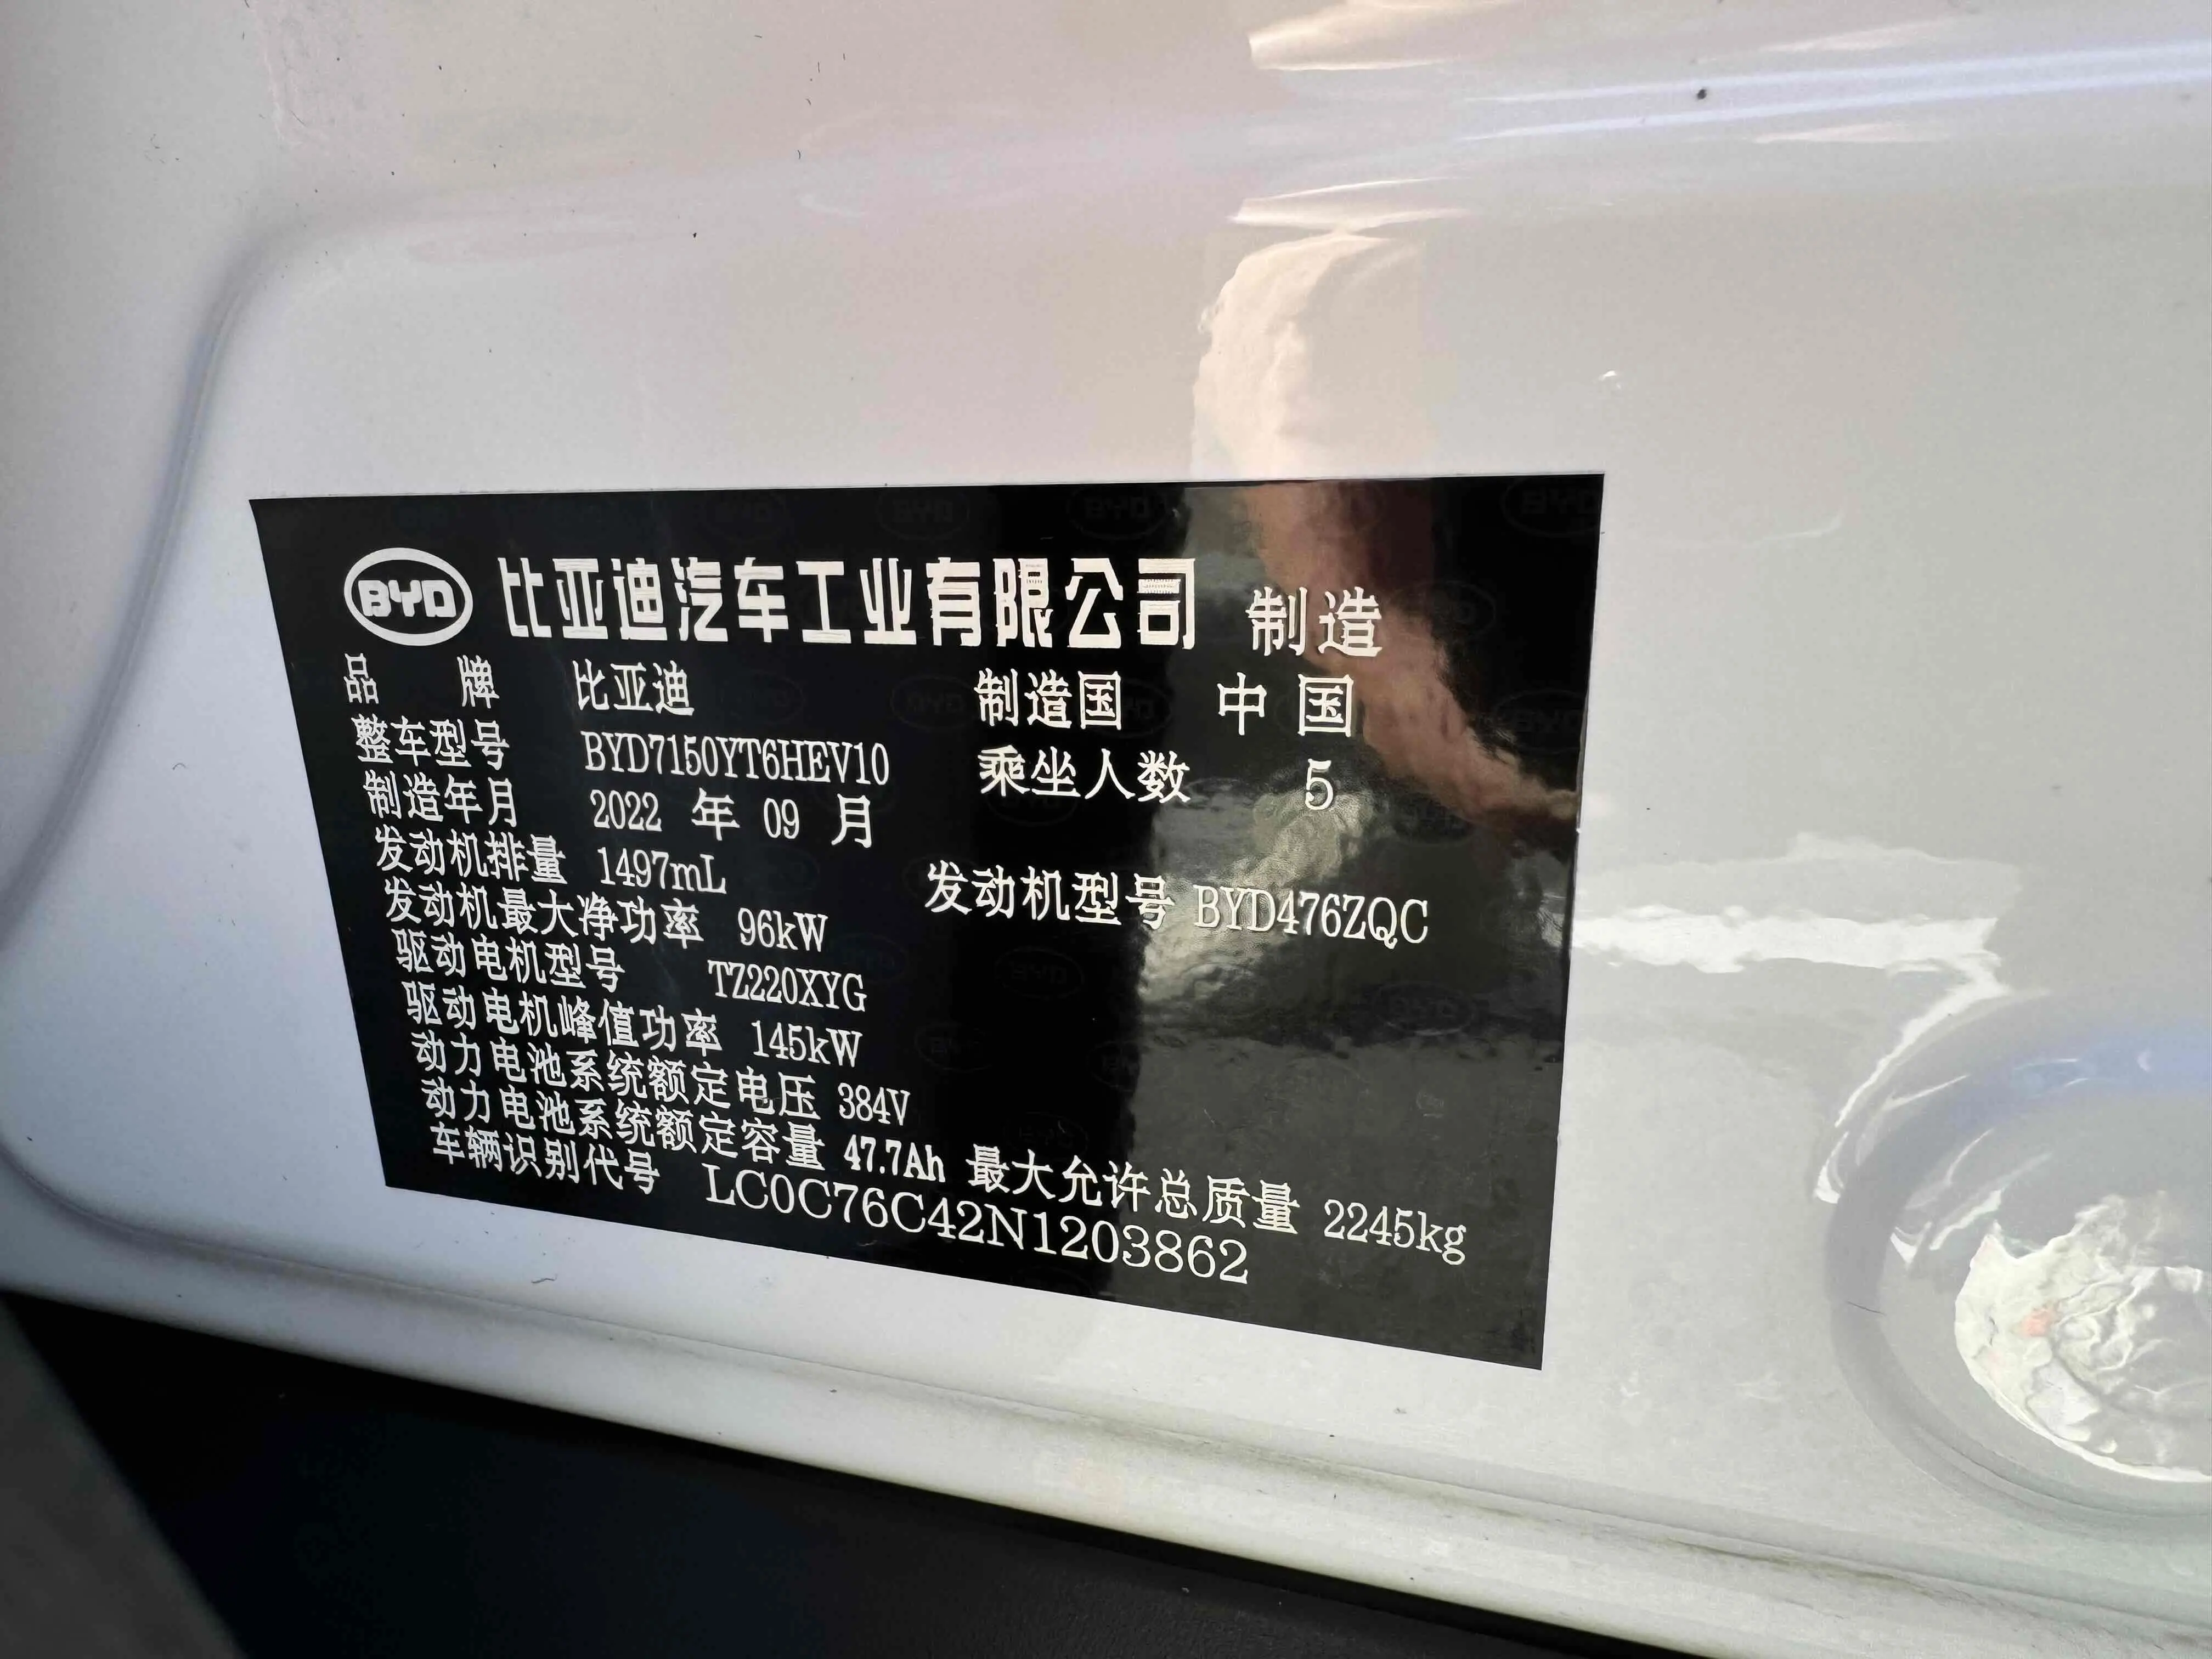 BYD 比亚迪汽车工业有限公司 制造
品 牌 比亚迪 制造国 中国
整车型号 BYD7150YT6HEV10 乘坐人数 5
制造年月 2022 年 09 月
发动机排量 1497mL 发动机型号 BYD476ZQC
发动机最大净功率 96kW
驱动电机型号 TZ220XYG
驱动电机峰值功率 145kW
动力电池系统额定电压 384V
动力电池系统额定容量 47.7Ah 最大允许总质量 2245kg
车辆识别代号 LC0C76C42N1203862